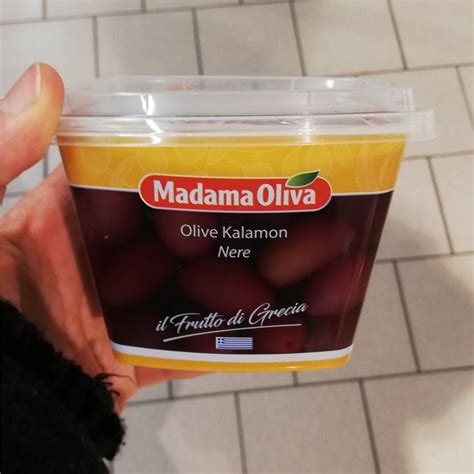 Madama Oliva
Olive Kalamon
Nere
il Frutto di Grecia